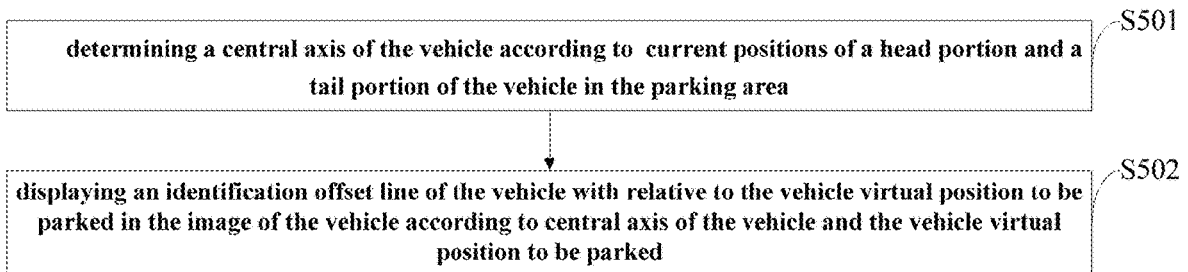 S501
determining a central axis of the vehicle according to current positions of a head portion and a
tail portion of the vehicle in the parking area
S502
displaying an identification offset line of the vehicle with relative to the vehicle virtual position to be
parked in the image of the vehicle according to central axis of the vehicle and the vehicle virtual
position to be parked